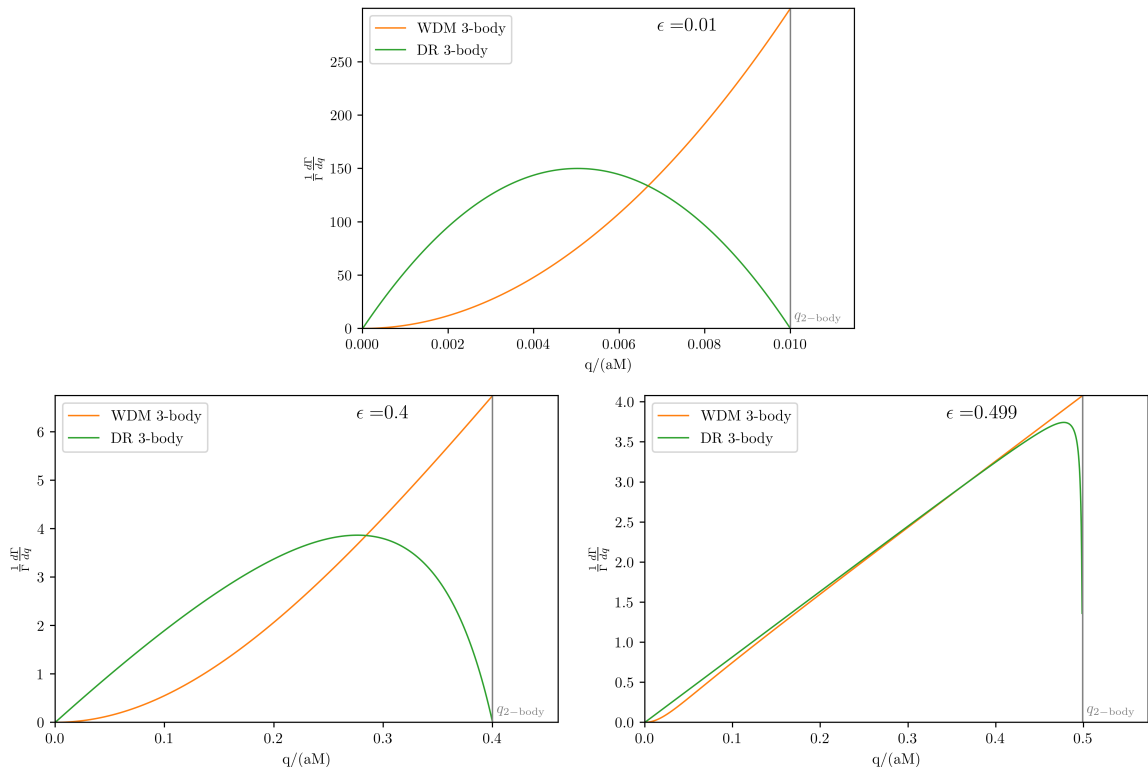 ϵ =0.01
WDM 3-body
DR 3-body
250
200
150
100
50
0
1/Γ dΓ/dq
q2−body
0.000 0.002 0.004 0.006 0.008 0.010
q/(aM)
ϵ =0.4
WDM 3-body
DR 3-body
6
5
4
3
2
1
0
1/Γ dΓ/dq
q2−body
0.0 0.1 0.2 0.3 0.4
q/(aM)
ϵ =0.499
WDM 3-body
DR 3-body
4.0
3.5
3.0
2.5
2.0
1.5
1.0
0.5
0.0
1/Γ dΓ/dq
q2−body
0.0 0.1 0.2 0.3 0.4 0.5
q/(aM)